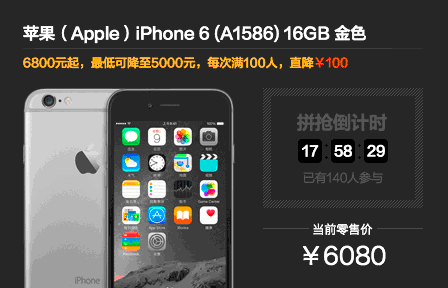 苹果（Apple）iPhone 6 (A1586) 16GB 金色
6800元起，最低可降至5000元，每次满100人，直降￥100
拼抢倒计时
17:58:29
已有140人参与
当前零售价
￥6080
iPhone